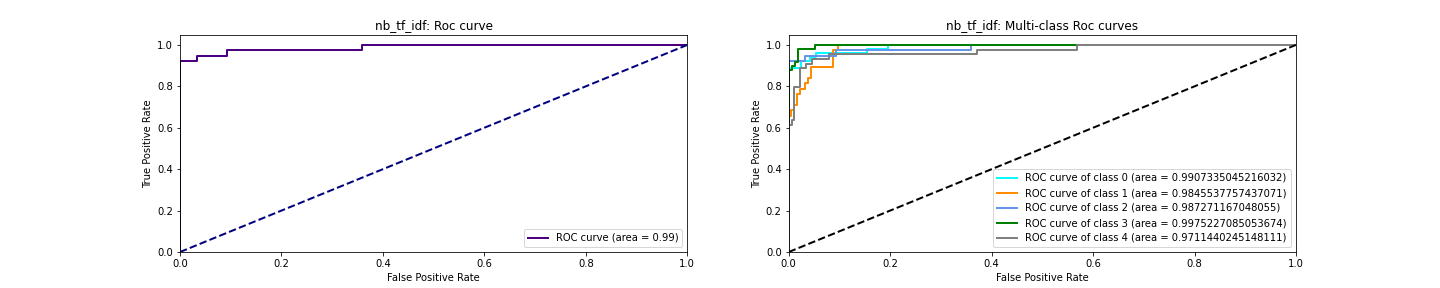 nb_tf_idf: Roc curve
1.0
0.8
0.6
0.4
0.2
0.0
True Positive Rate
ROC curve (area = 0.99)
0.0 0.2 0.4 0.6 0.8 1.0
False Positive Rate
nb_tf_idf: Multi-class Roc curves
1.0
0.8
0.6
0.4
0.2
0.0
True Positive Rate
ROC curve of class 0 (area = 0.9907335045216032)
ROC curve of class 1 (area = 0.9845537757437071)
ROC curve of class 2 (area = 0.987271167048055)
ROC curve of class 3 (area = 0.9975227085053674)
ROC curve of class 4 (area = 0.9711440245148111)
0.0 0.2 0.4 0.6 0.8 1.0
False Positive Rate